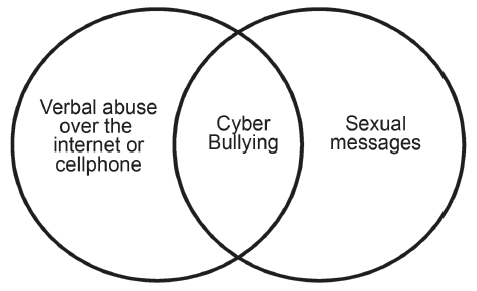 Verbal abuse
over the
internet or
cellphone
Cyber
Bullying
Sexual
messages